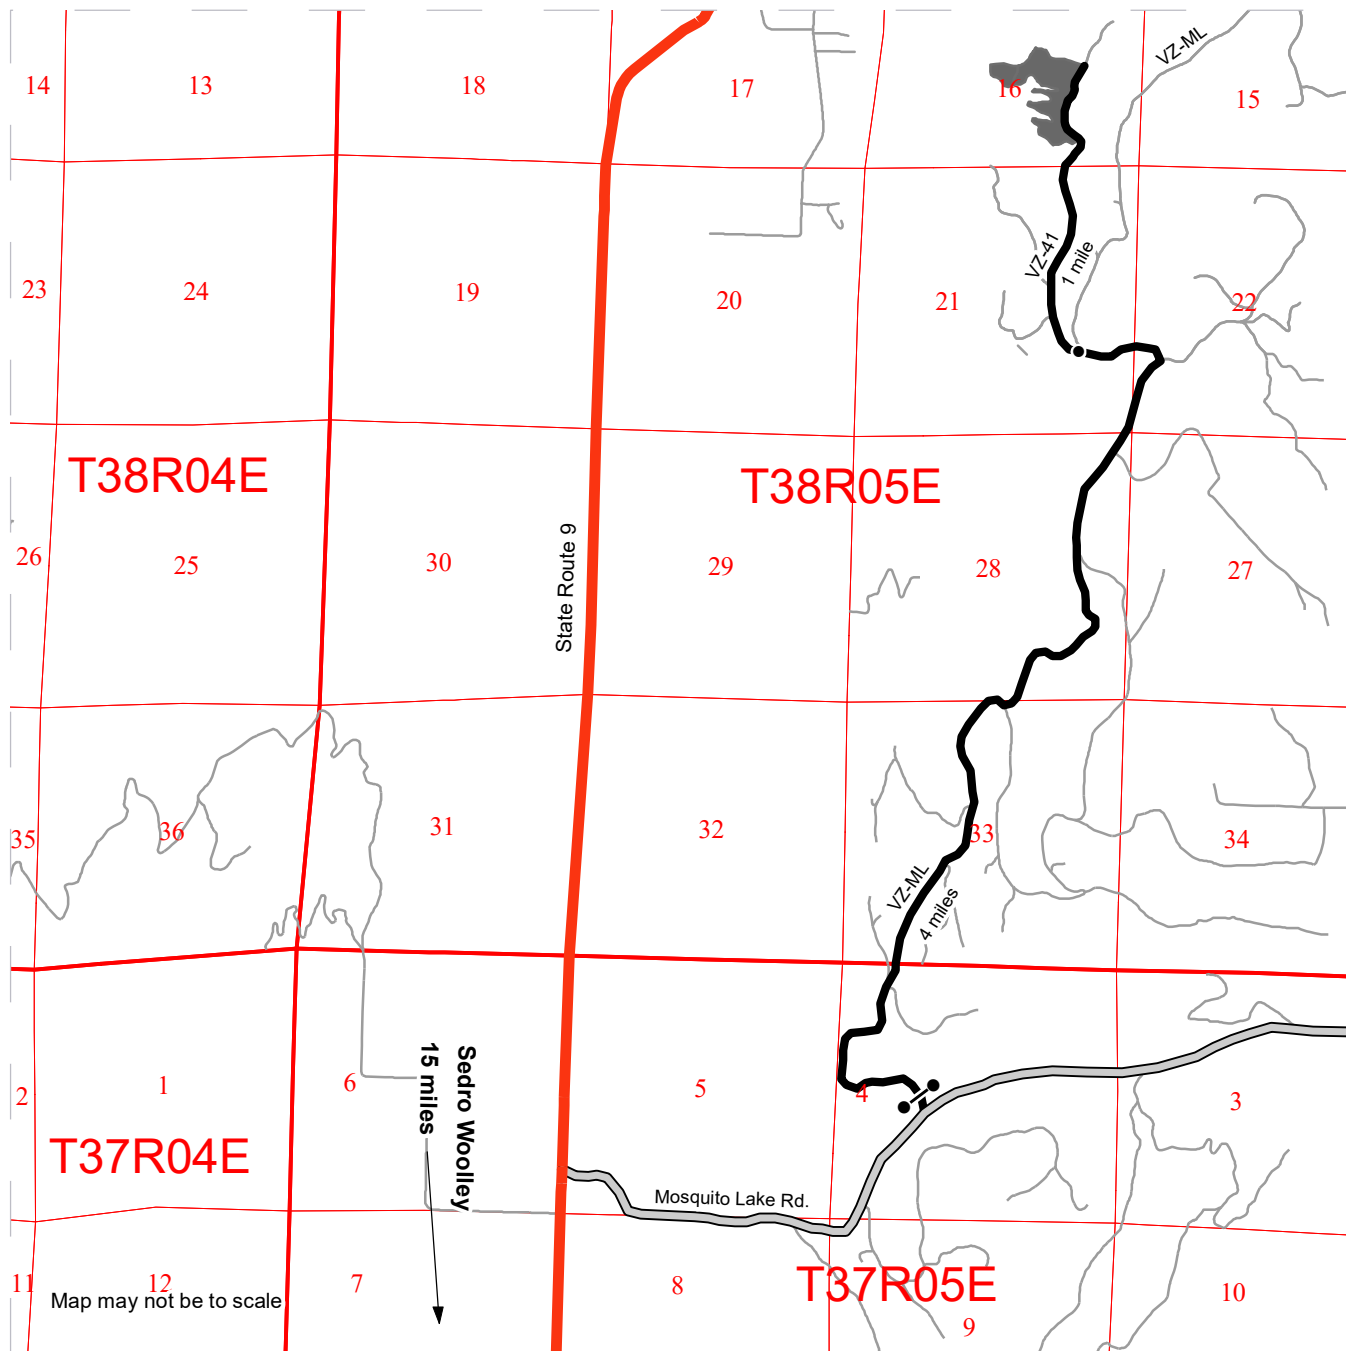 VZ-ML
14 13 18 17 16 15
VZ-41
1 mile
23 24 19 20 21 22
T38R04E
T38R05E
State Route 9
26 25 30 29 28 27
35 36 31 32 33 34
VZ-ML
4 miles
Sedro Woolley
15 miles
2 1 6 5 4 3
T37R04E
Mosquito Lake Rd.
T37R05E
11 12 7 8 9 10
Map may not be to scale